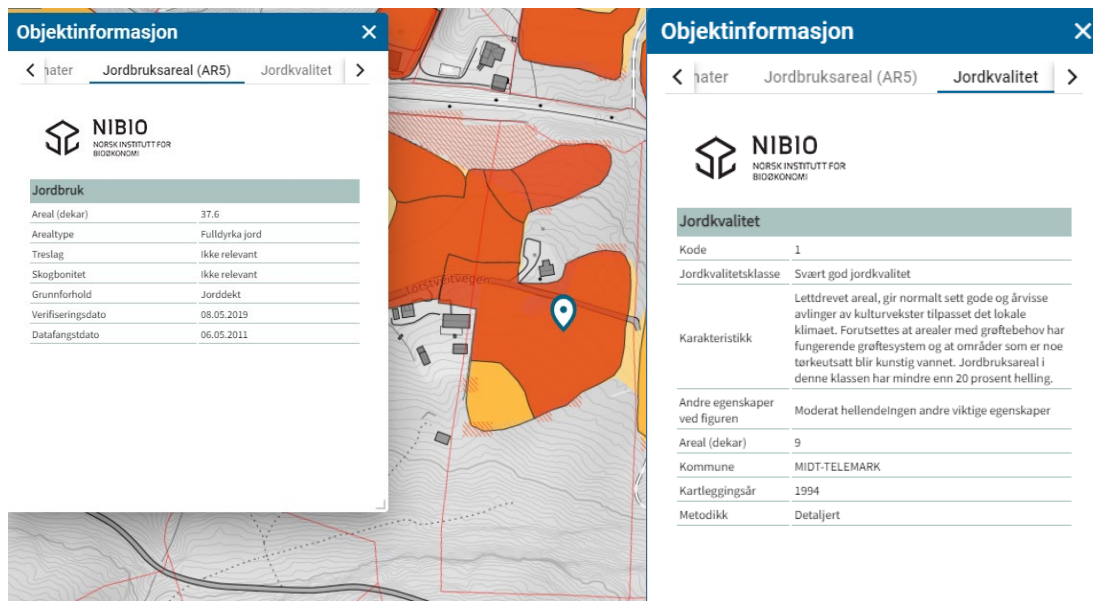 Objektinformasjon
nater Jordbruksareal (AR5) Jordkvalitet
NIBIO
NORSK INSTITUTT FOR
BIOØKONOMI
Jordbruk
Areal (dekar) 37.6
Arealtype Fulldyrka jord
Treslag Ikke relevant
Skogbonitet Ikke relevant
Grunnforhold Jorddekt
Verifiseringsdato 08.05.2019
Datafangstdato 06.05.2011
Torstveitvegen
Objektinformasjon
nater Jordbruksareal (AR5) Jordkvalitet
NIBIO
NORSK INSTITUTT FOR
BIOØKONOMI
Jordkvalitet
Kode 1
Jordkvalitetsklasse Svært god jordkvalitet
Karakteristikk
Lettdrevet areal, gir normalt sett gode og årvisse
avlinger av kulturvekster tilpasset det lokale
klimaet. Forutsettes at arealer med grøftebehov har
fungerende grøftesystem og at områder som er noe
tørkeutsatt blir kunstig vannet. Jordbruksareal i
denne klassen har mindre enn 20 prosent helling.
Andre egenskaper
ved figuren
Moderat hellendeIngen andre viktige egenskaper
Areal (dekar) 9
Kommune MIDT-TELEMARK
Kartleggingsår 1994
Metodikk Detaljert